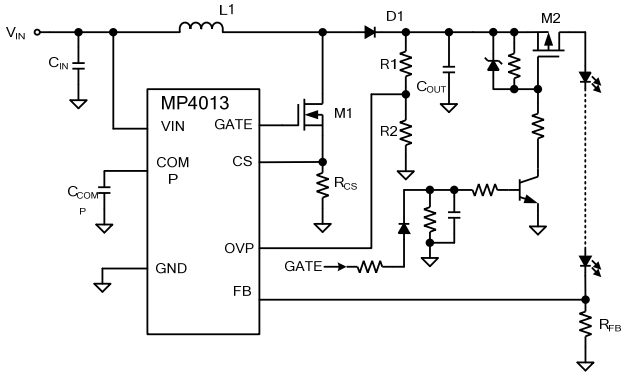 L1
D1
M2
VIN
CIN
R1
COUT
MP4013
VIN
GATE
M1
R2
COM
P
CS
RCS
CCOM
P
OVP
GATE
GND
FB
RFB